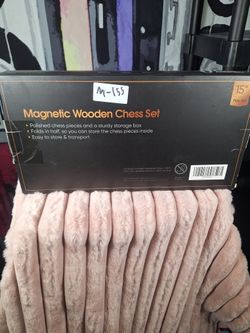 M-155
15"
Magnetic Wooden Chess Set
• Polished chess pieces and a sturdy storage box
• Folds in half, so you can store the chess pieces inside
• Easy to store & transport